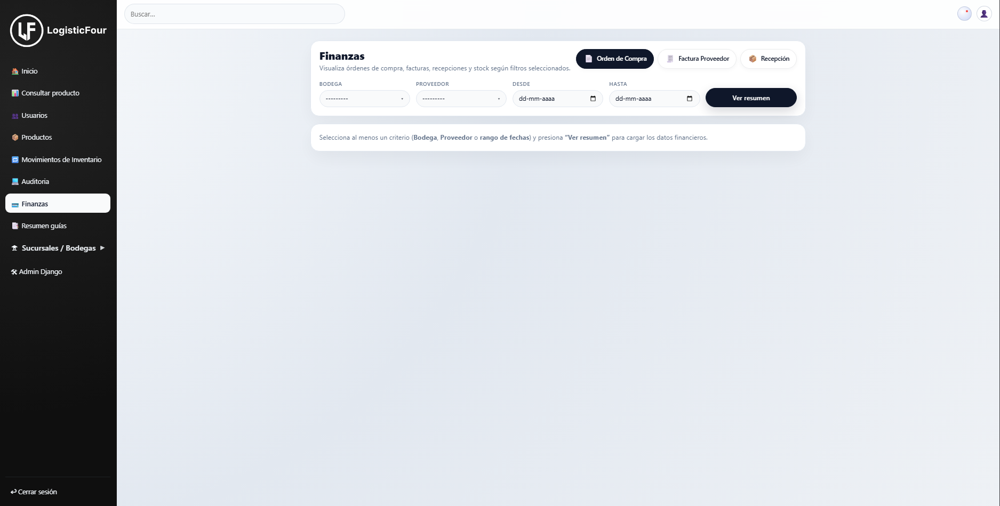 LogisticFour
Buscar...
Inicio
Consultar producto
Usuarios
Productos
Movimientos de Inventario
Auditoria
Finanzas
Resumen guías
Sucursales / Bodegas ▶
Admin Django
Cerrar sesión
Finanzas
Visualiza órdenes de compra, facturas, recepciones y stock según filtros seleccionados.
Orden de Compra Factura Proveedor Recepción
BODEGA PROVEEDOR DESDE HASTA
--------- --------- dd-mm-aaaa dd-mm-aaaa Ver resumen
Selecciona al menos un criterio (Bodega, Proveedor o rango de fechas) y presiona “Ver resumen” para cargar los datos financieros.